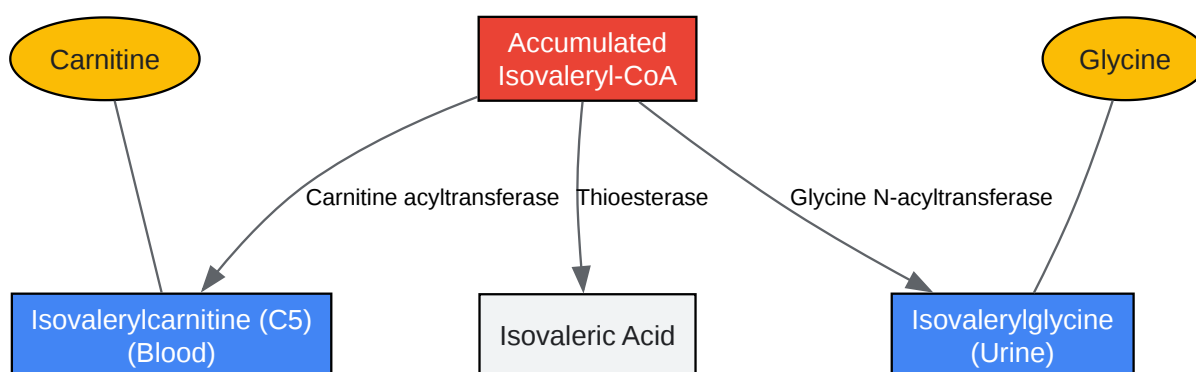 Carnitine
Accumulated
Isovaleryl-CoA
Glycine
Carnitine acyltransferase
Thioesterase
Glycine N-acyltransferase
Isovalerylcarnitine (C5)
(Blood)
Isovaleric Acid
Isovalerylglycine
(Urine)